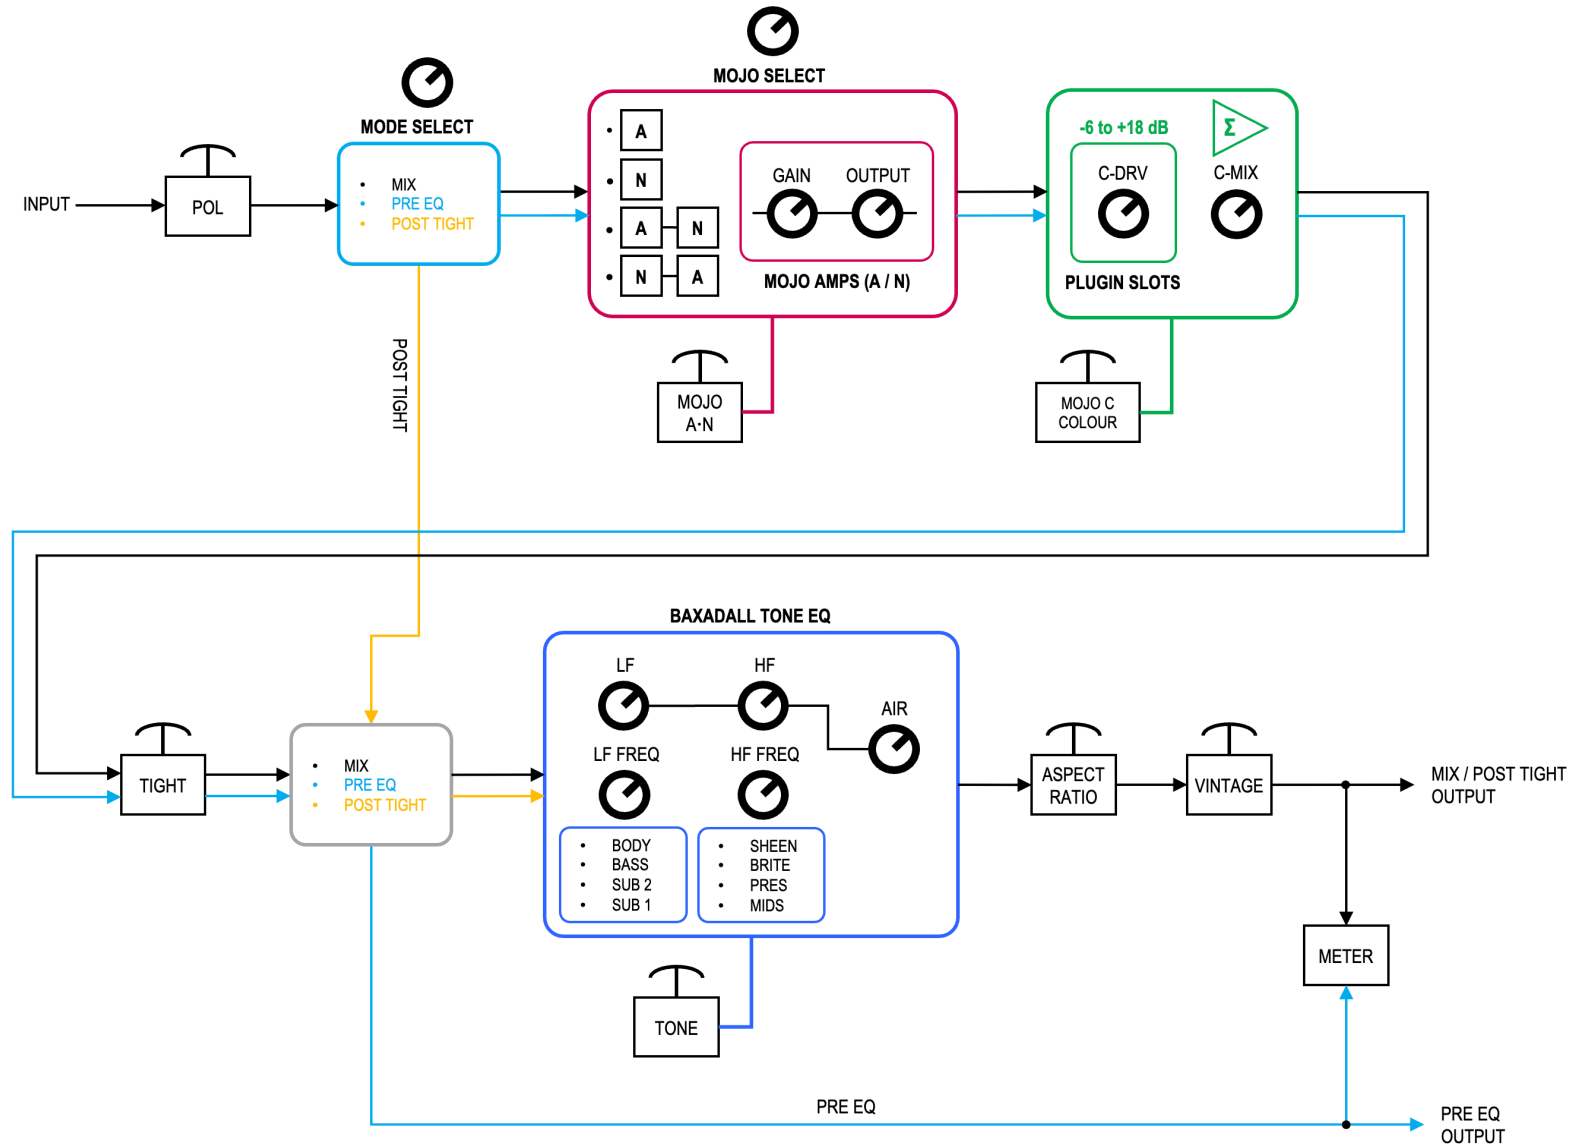 MOJO SELECT
MODE SELECT
INPUT
POL
• MIX
• PRE EQ
• POST TIGHT
• A
• N
• A N
• N A
GAIN OUTPUT
MOJO AMPS (A / N)
-6 to +18 dB
Σ
C-DRV
C-MIX
PLUGIN SLOTS
MOJO
A·N
MOJO C
COLOUR
POST TIGHT
BAXADALL TONE EQ
TIGHT
• MIX
• PRE EQ
• POST TIGHT
LF
HF
AIR
LF FREQ
HF FREQ
• BODY
• BASS
• SUB 2
• SUB 1
• SHEEN
• BRITE
• PRES
• MIDS
TONE
ASPECT
RATIO
VINTAGE
MIX / POST TIGHT
OUTPUT
METER
PRE EQ
PRE EQ
OUTPUT